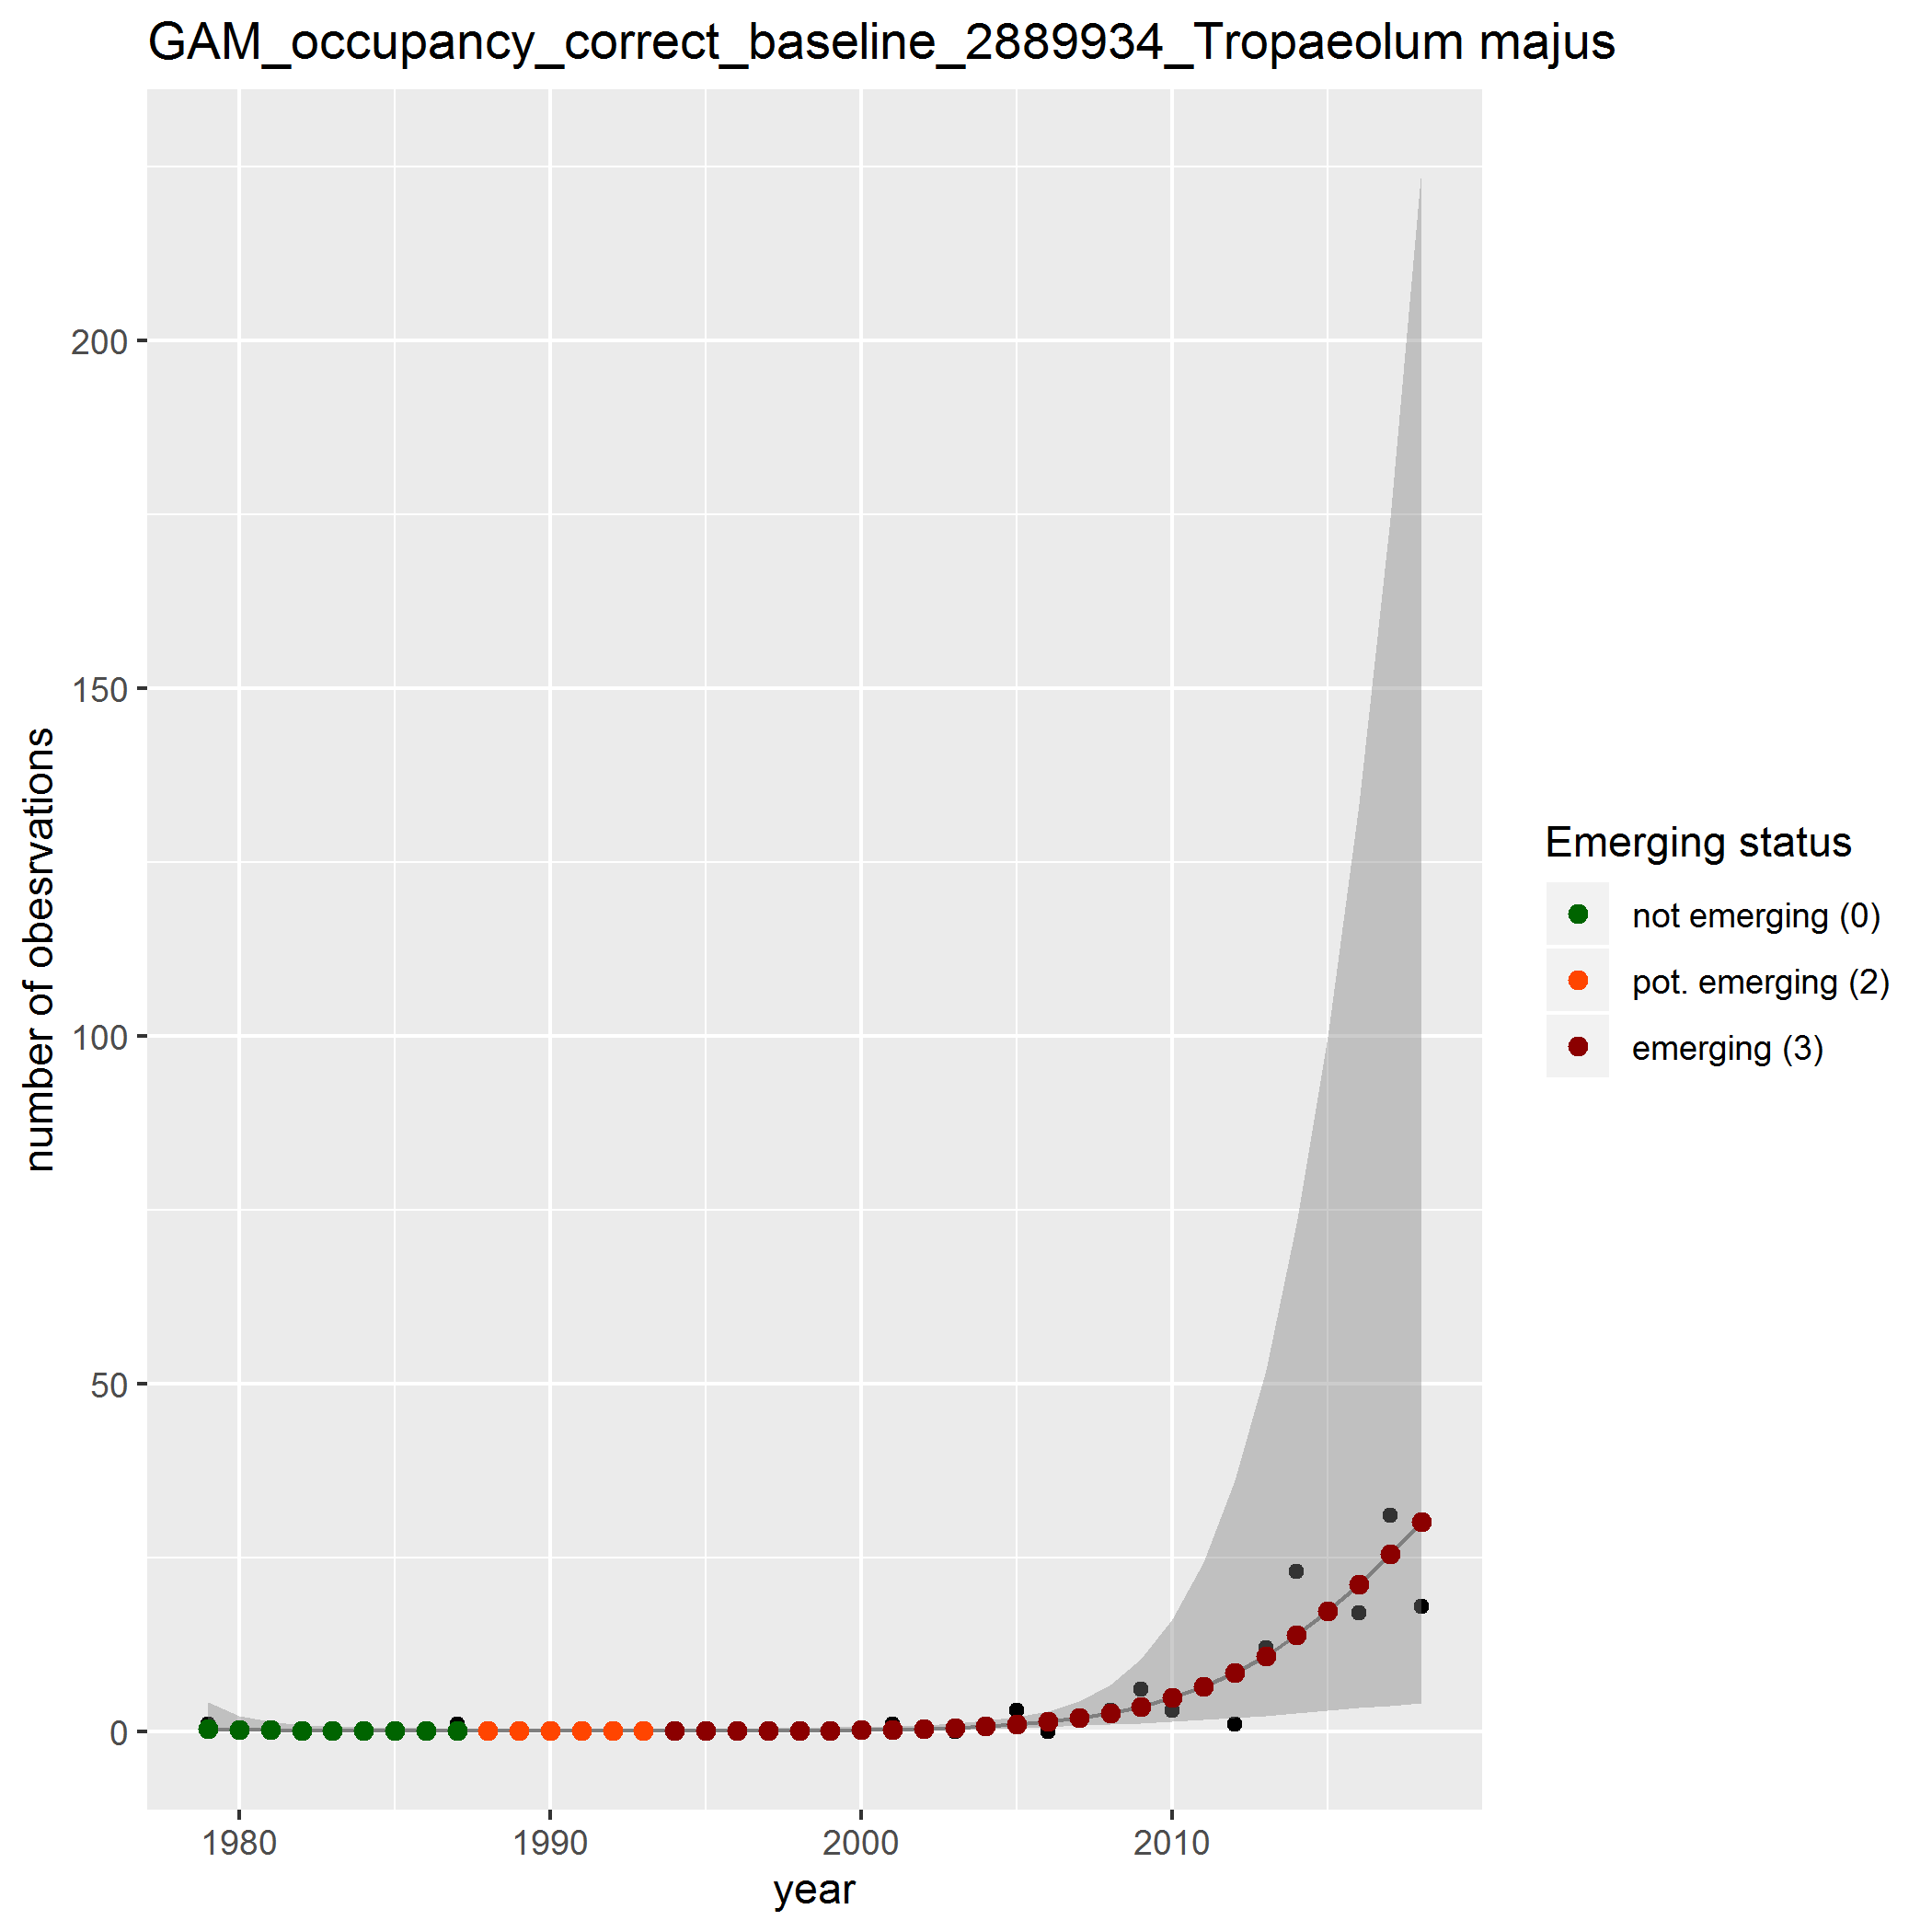 GAM_occupancy_correct_baseline_2889934_Tropaeolum majus
number of obesrvations
200
150
100
50
0
1980
1990
2000
2010
year
Emerging status
not emerging (0)
pot. emerging (2)
emerging (3)